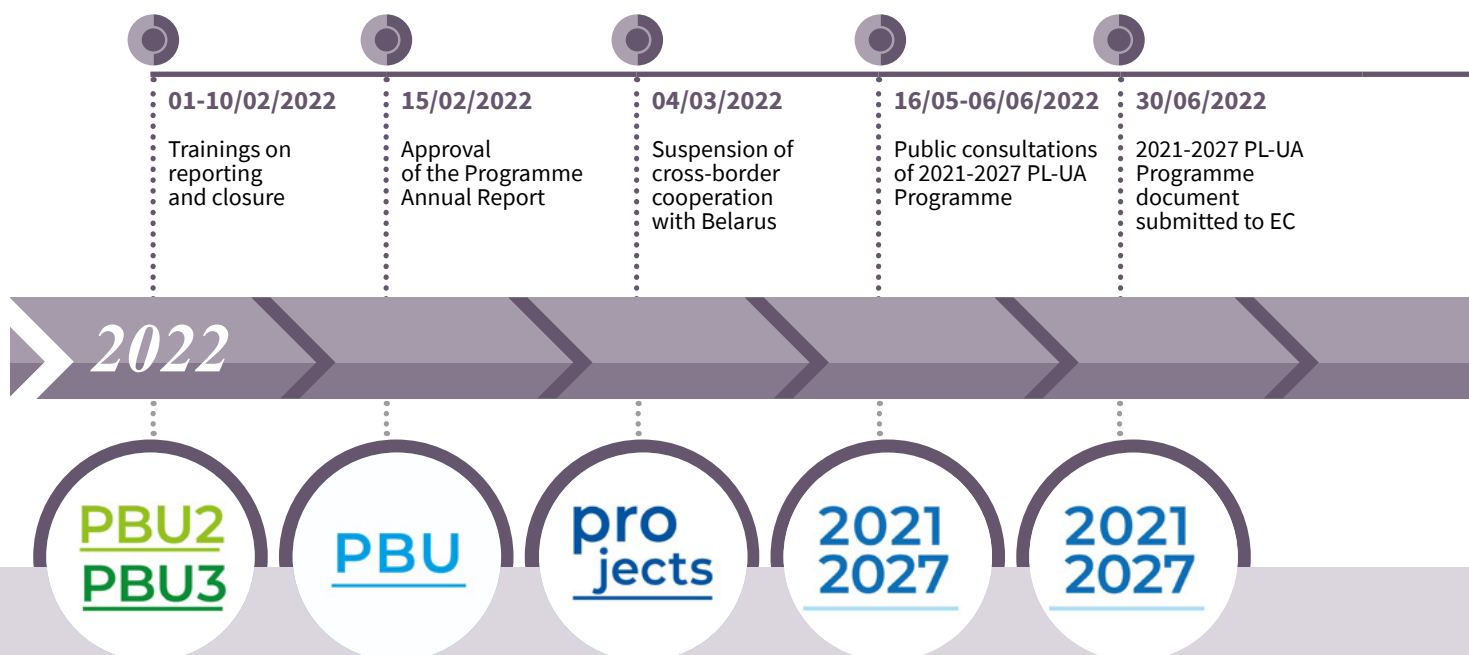 01-10/02/2022
Trainings on
reporting
and closure
15/02/2022
Approval
of the Programme
Annual Report
04/03/2022
Suspension of
cross-border
cooperation
with Belarus
16/05-06/06/2022
Public consultations
of 2021-2027 PL-UA
Programme
30/06/2022
2021-2027 PL-UA
Programme
document
submitted to EC
2022
PBU2
PBU3
PBU
pro
jects
2021
2027
2021
2027